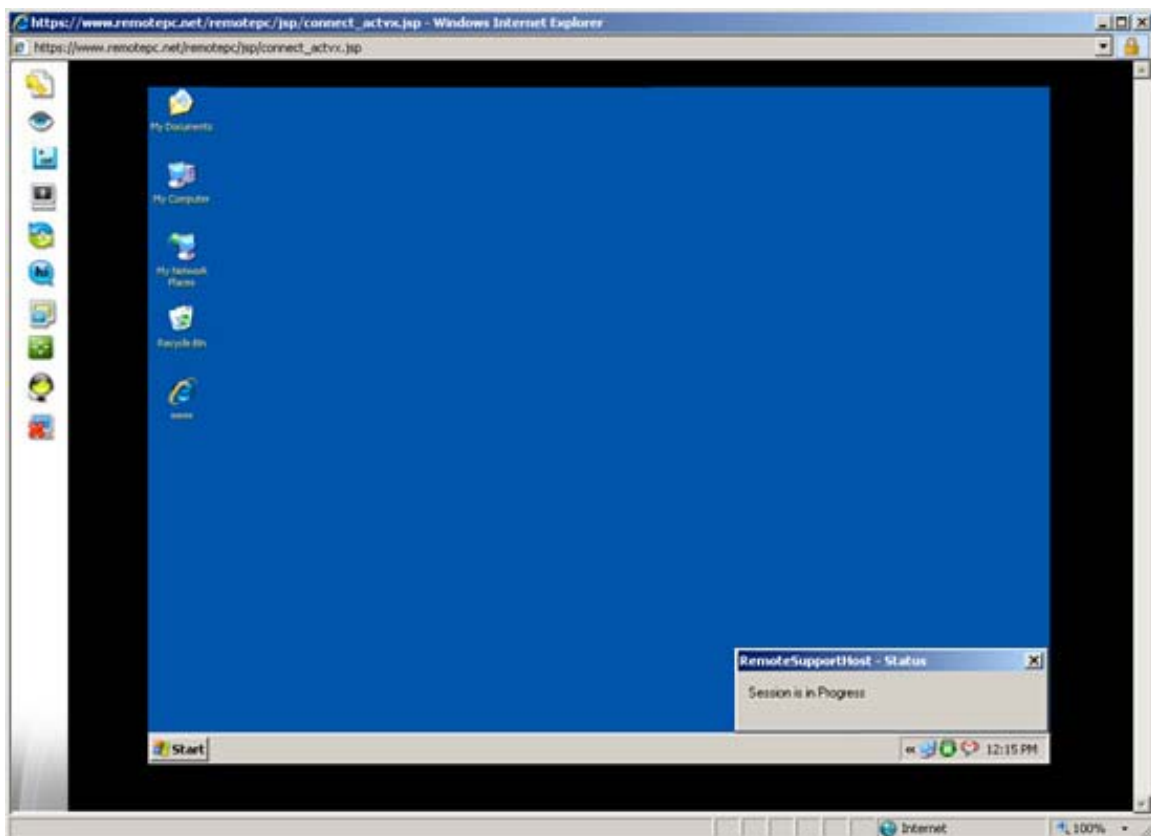 https://www.remotepc.net/remotepc/jsp/connect_actvx.jsp - Windows Internet Explorer
https://www.remotepc.net/remotepc/jsp/connect_actvx.jsp
My Documents
My Computer
My Network
Places
Recycle Bin
hi
RemoteSupportHost - Status
Session is in Progress
Start
12:15 PM
Internet
100%